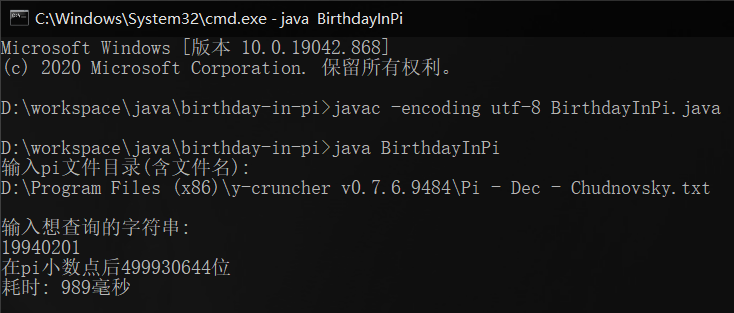 C:\Windows\System32\cmd.exe - java  BirthdayInPi
Microsoft Windows [版本 10.0.19042.868]
(c) 2020 Microsoft Corporation. 保留所有权利。
D:\workspace\java\birthday-in-pi>javac -encoding utf-8 BirthdayInPi.java
D:\workspace\java\birthday-in-pi>java BirthdayInPi
输入pi文件目录(含文件名):
D:\Program Files (x86)\y-cruncher v0.7.6.9484\Pi - Dec - Chudnovsky.txt
输入想查询的字符串:
19940201
在pi小数点后499930644位
耗时: 989毫秒